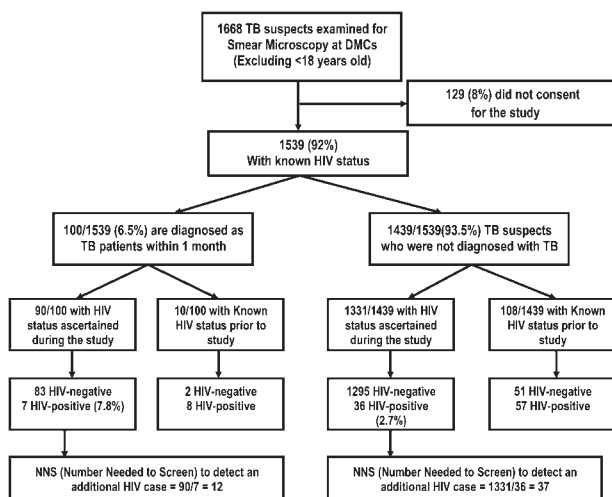 1668 TB suspects examined for
Smear Microscopy at DMCs
(Excluding <18 years old)
129 (8%) did not consent
for the study
1539 (92%)
With known HIV status
100/1539 (6.5%) are diagnosed as
TB patients within 1 month
1439/1539(93.5%) TB suspects
who were not diagnosed with TB
90/100 with HIV
status ascertained
during the study
10/100 with Known
HIV status prior to
study
1331/1439 with HIV
status ascertained
during the study
108/1439 with Known
HIV status prior to
study
83 HIV-negative
7 HIV-positive (7.8%)
2 HIV-negative
8 HIV-positive
1295 HIV-negative
36 HIV-positive
(2.7%)
51 HIV-negative
57 HIV-positive
NNS (Number Needed to Screen) to detect an
additional HIV case = 90/7 = 12
NNS (Number Needed to Screen) to detect an
additional HIV case = 1331/36 = 37